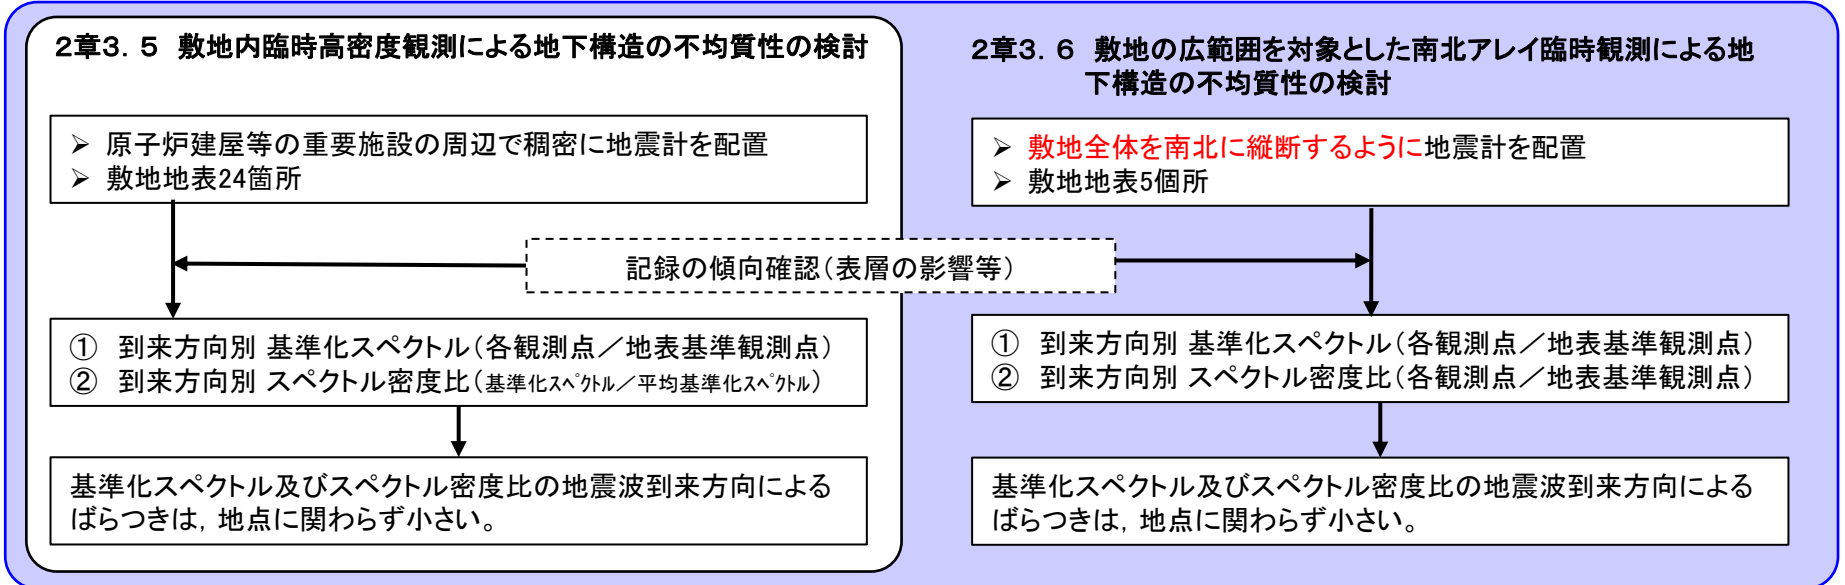 2章3．5 敷地内臨時高密度観測による地下構造の不均質性の検討
➢ 原子炉建屋等の重要施設の周辺で稠密に地震計を配置
➢ 敷地地表24箇所
記録の傾向確認（表層の影響等）
① 到来方向別 基準化スペクトル（各観測点／地表基準観測点）
② 到来方向別 スペクトル密度比（基準化ｽﾍﾟｸﾄﾙ／平均基準化ｽﾍﾟｸﾄﾙ）
基準化スペクトル及びスペクトル密度比の地震波到来方向による
ばらつきは，地点に関わらず小さい。
2章3．6 敷地の広範囲を対象とした南北アレイ臨時観測による地
下構造の不均質性の検討
➢ 敷地全体を南北に縦断するように地震計を配置
➢ 敷地地表5個所
① 到来方向別 基準化スペクトル（各観測点／地表基準観測点）
② 到来方向別 スペクトル密度比（各観測点／地表基準観測点）
基準化スペクトル及びスペクトル密度比の地震波到来方向による
ばらつきは，地点に関わらず小さい。